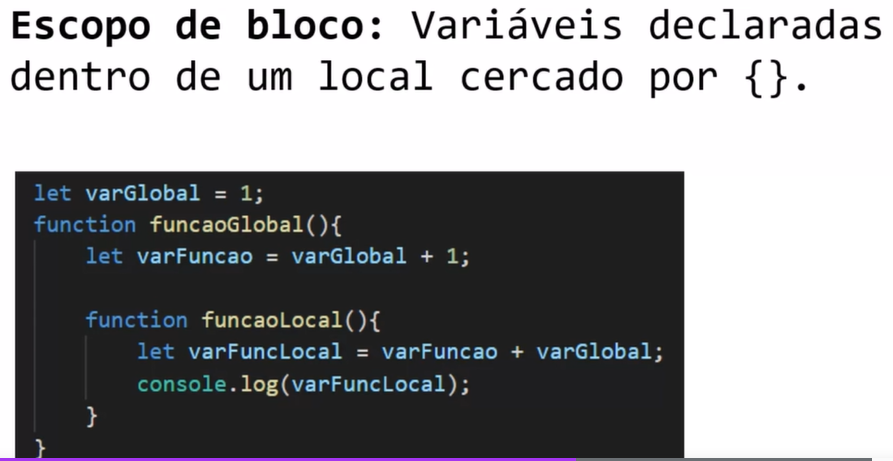 Escopo de bloco: Variáveis declaradas
dentro de um local cercado por {}.
let varGlobal = 1;
function funcaoGlobal(){
    let varFuncao = varGlobal + 1;
    function funcaoLocal(){
        let varFuncLocal = varFuncao + varGlobal;
        console.log(varFuncLocal);
    }
}